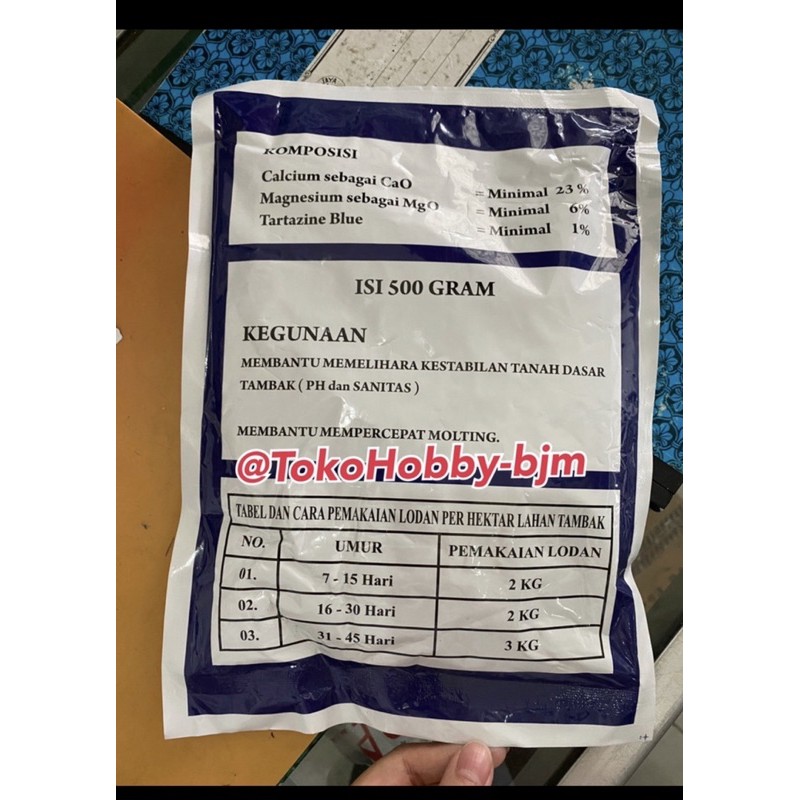 KOMPOSISI
Calcium sebagai CaO = Minimal 23 %
Magnesium sebagai MgO = Minimal 6%
Tartazine Blue = Minimal 1%
ISI 500 GRAM
KEGUNAAN
MEMBANTU MEMELIHARA KESTABILAN TANAH DASAR
TAMBAK ( PH dan SANITAS )
MEMBANTU MEMPERCEPAT MOLTING.
@TokoHobby-bjm
TABEL DAN CARA PEMAKAIAN LODAN PER HEKTAR LAHAN TAMBAK
NO. UMUR PEMAKAIAN LODAN
01. 7 - 15 Hari 2 KG
02. 16 - 30 Hari 2 KG
03. 31 - 45 Hari 3 KG